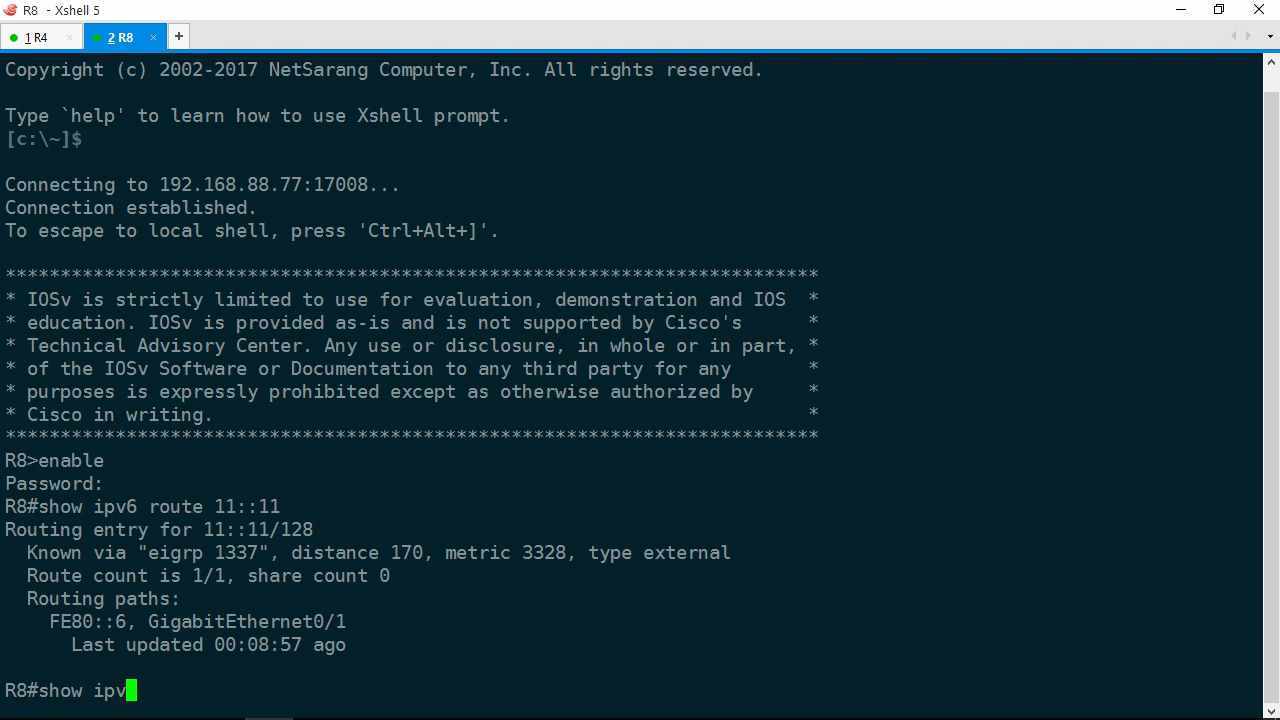 R8 - Xshell 5
1 R4 × 2 R8 × +
Copyright (c) 2002-2017 NetSarang Computer, Inc. All rights reserved.
Type `help' to learn how to use Xshell prompt.
[c:\~]$
Connecting to 192.168.88.77:17008...
Connection established.
To escape to local shell, press 'Ctrl+Alt+]'.
**************************************************************************
* IOSv is strictly limited to use for evaluation, demonstration and IOS  *
* education. IOSv is provided as-is and is not supported by Cisco's      *
* Technical Advisory Center. Any use or disclosure, in whole or in part, *
* of the IOSv Software or Documentation to any third party for any       *
* purposes is expressly prohibited except as otherwise authorized by     *
* Cisco in writing.                                                      *
**************************************************************************
R8>enable
Password:
R8#show ipv6 route 11::11
Routing entry for 11::11/128
  Known via "eigrp 1337", distance 170, metric 3328, type external
  Route count is 1/1, share count 0
  Routing paths:
    FE80::6, GigabitEthernet0/1
      Last updated 00:08:57 ago
R8#show ipv